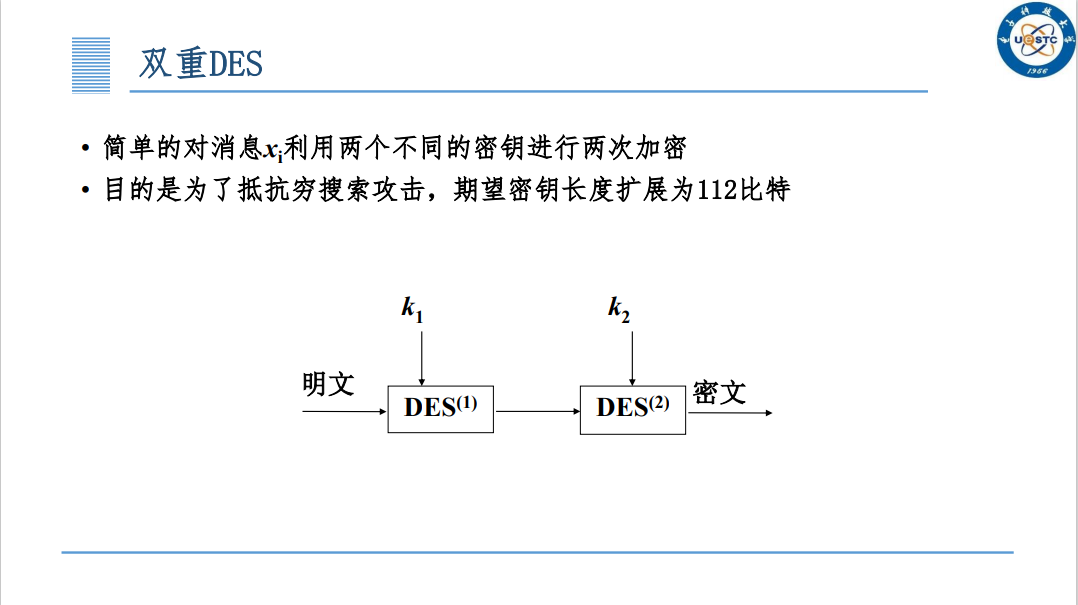 双重DES
UESTC
1956
• 简单的对消息xi利用两个不同的密钥进行两次加密
• 目的是为了抵抗穷搜索攻击，期望密钥长度扩展为112比特
k1 k2
明文 DES(1) DES(2) 密文